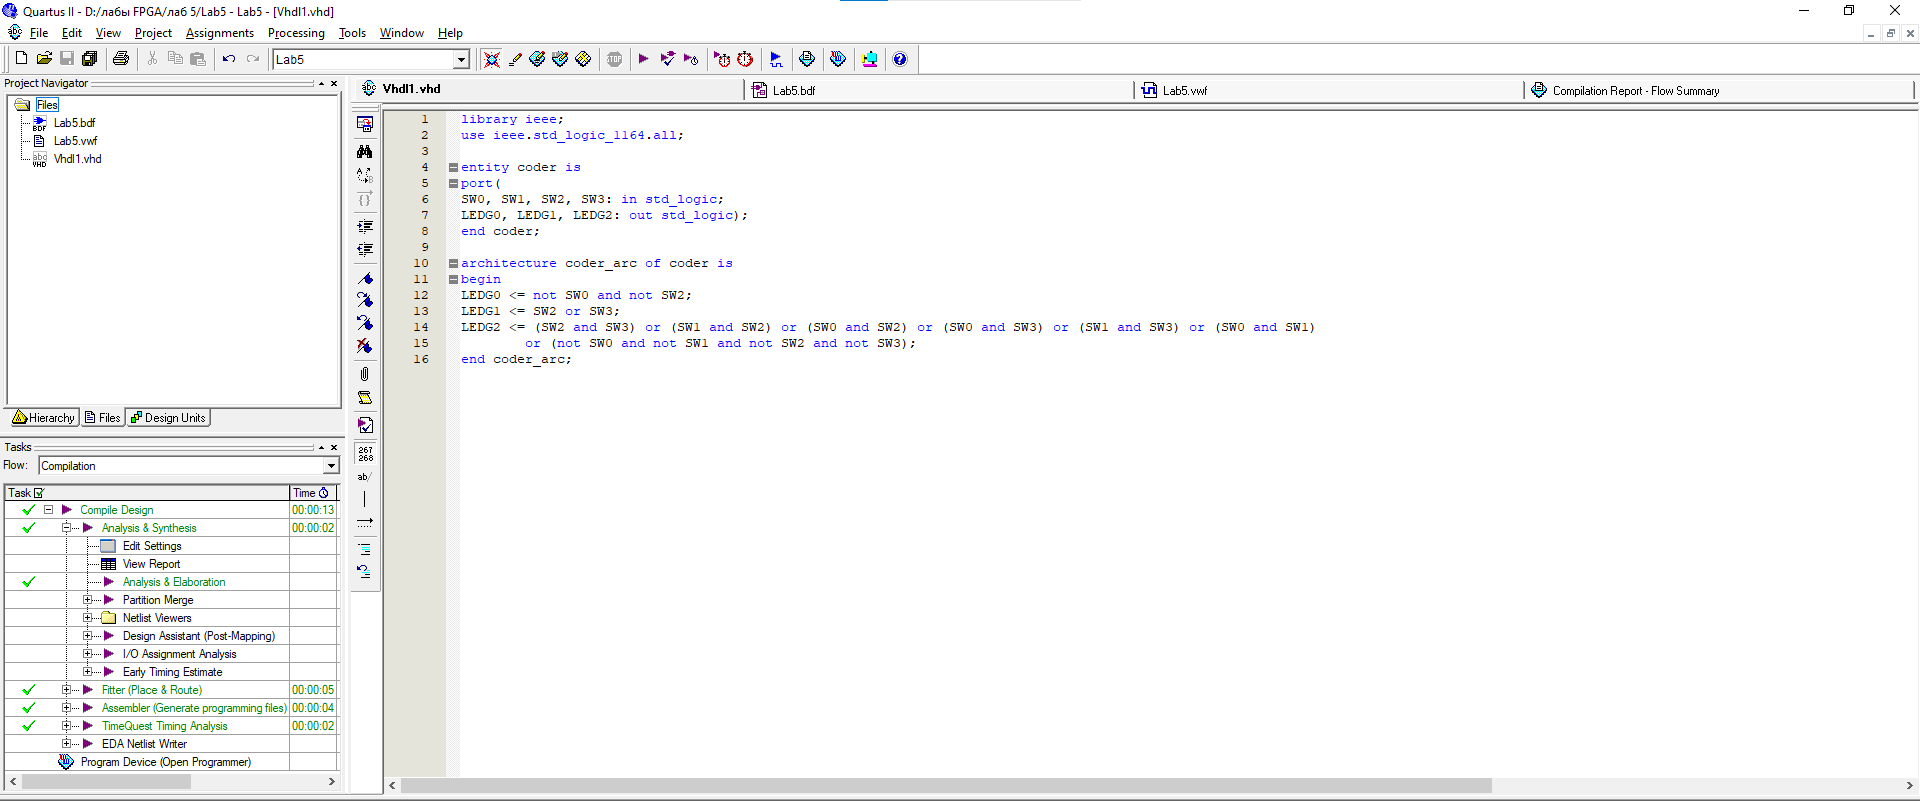 Quartus II - D:/лабы FPGA/лаб 5/Lab5 - Lab5 - [Vhdl1.vhd]
File Edit View Project Assignments Processing Tools Window Help
Lab5
Project Navigator
Files
Lab5.bdf
Lab5.vwf
Vhdl1.vhd
Hierarchy Files Design Units
Tasks
Flow: Compilation
Task Time
Compile Design 00:00:13
Analysis & Synthesis 00:00:02
Edit Settings
View Report
Analysis & Elaboration
Partition Merge
Netlist Viewers
Design Assistant (Post-Mapping)
I/O Assignment Analysis
Early Timing Estimate
Fitter (Place & Route) 00:00:05
Assembler (Generate programming files) 00:00:04
TimeQuest Timing Analysis 00:00:02
EDA Netlist Writer
Program Device (Open Programmer)
Vhdl1.vhd Lab5.bdf Lab5.vwf Compilation Report - Flow Summary
267
268
ab/
1 library ieee;
2 use ieee.std_logic_1164.all;
3
4 entity coder is
5 port(
6 SW0, SW1, SW2, SW3: in std_logic;
7 LEDG0, LEDG1, LEDG2: out std_logic);
8 end coder;
9
10 architecture coder_arc of coder is
11 begin
12 LEDG0 <= not SW0 and not SW2;
13 LEDG1 <= SW2 or SW3;
14 LEDG2 <= (SW2 and SW3) or (SW1 and SW2) or (SW0 and SW2) or (SW0 and SW3) or (SW1 and SW3) or (SW0 and SW1)
15 or (not SW0 and not SW1 and not SW2 and not SW3);
16 end coder_arc;